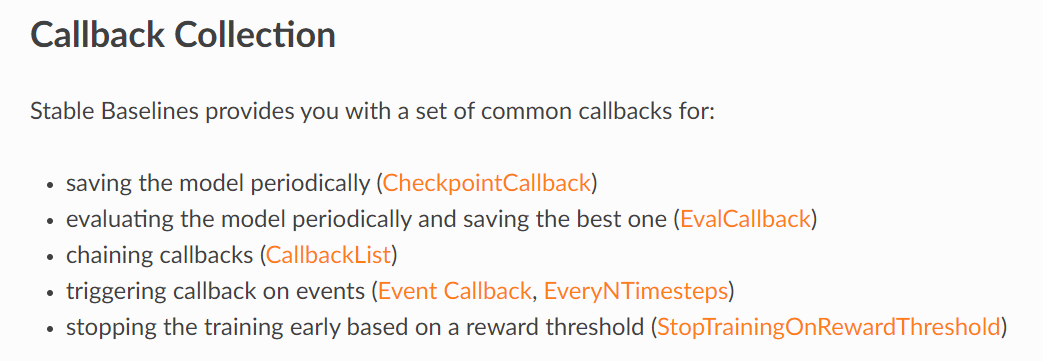 Callback Collection
Stable Baselines provides you with a set of common callbacks for:
• saving the model periodically (CheckpointCallback)
• evaluating the model periodically and saving the best one (EvalCallback)
• chaining callbacks (CallbackList)
• triggering callback on events (Event Callback, EveryNTimesteps)
• stopping the training early based on a reward threshold (StopTrainingOnRewardThreshold)